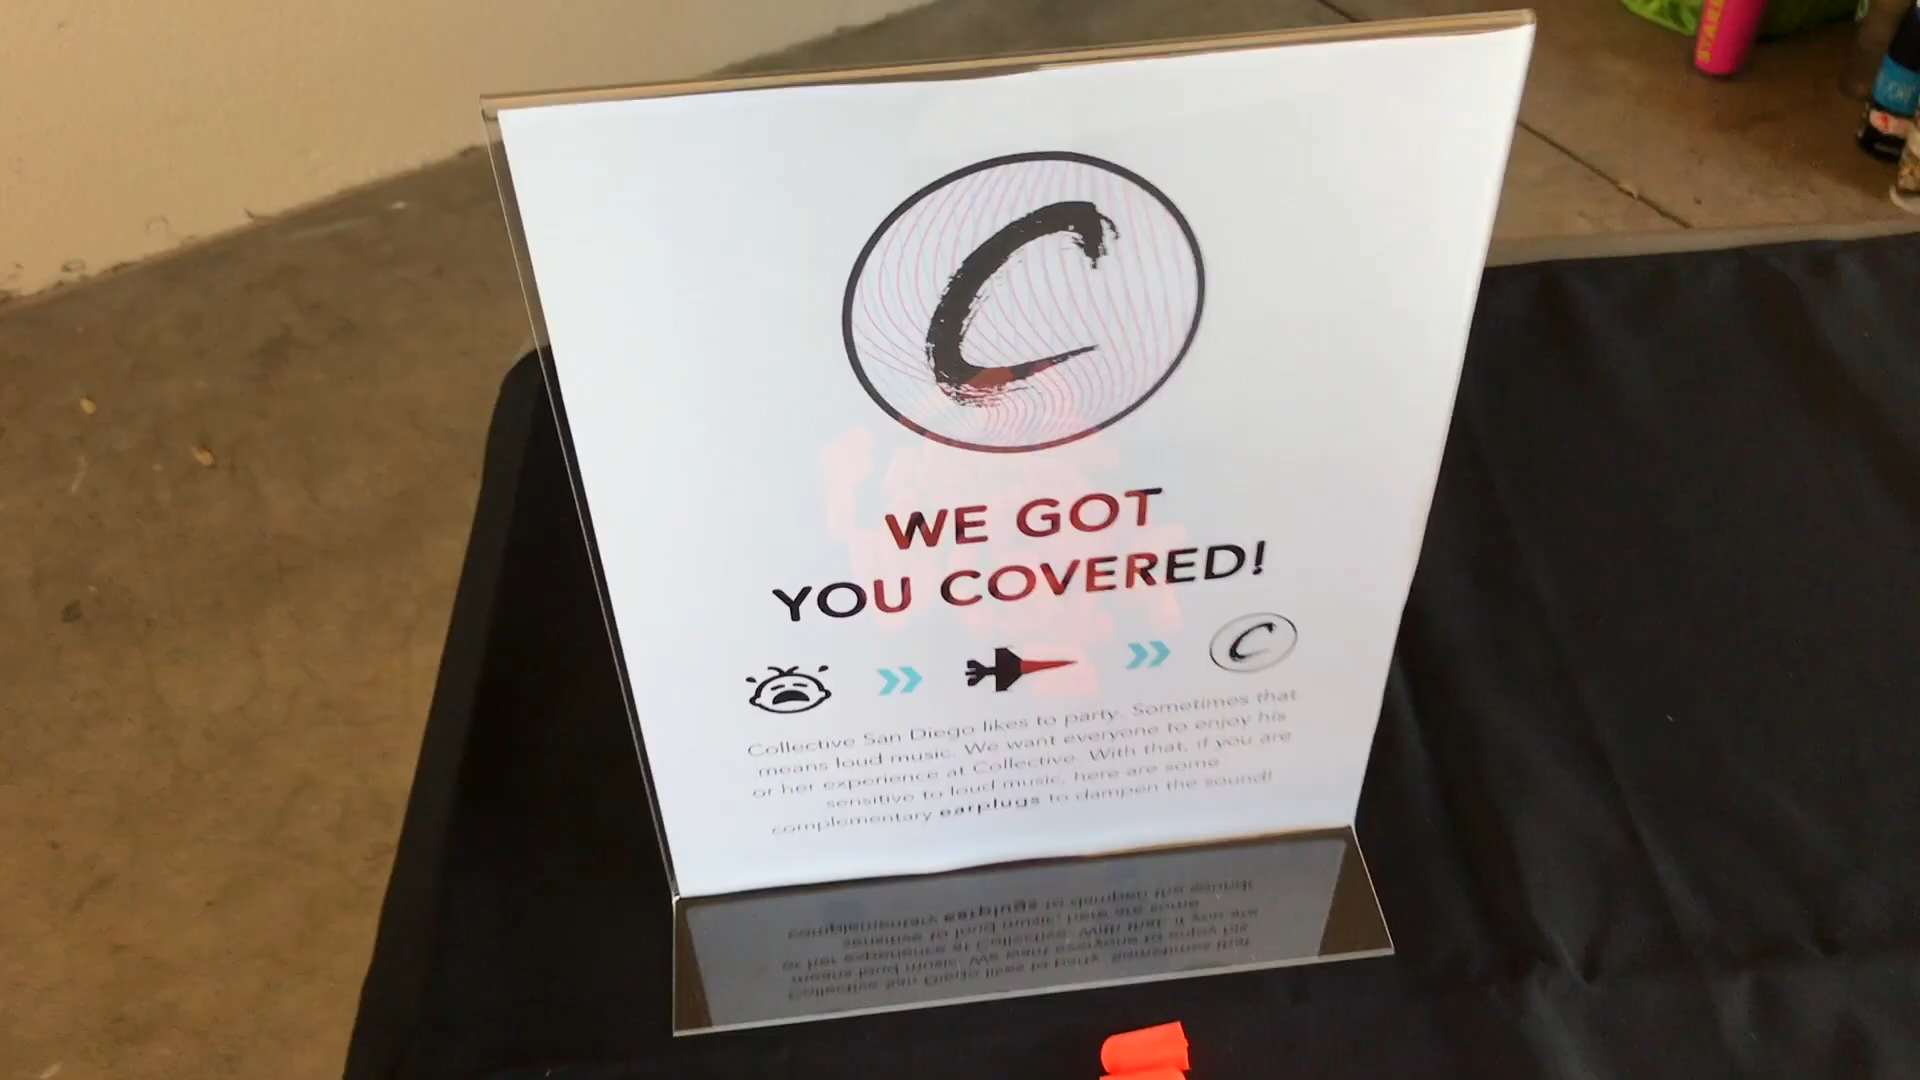 C
WE GOT
YOU COVERED!
C
Collective San Diego likes to party. Sometimes that
means loud music. We want everyone to enjoy his
or her experience at Collective. With that, if you are
sensitive to loud music, here are some
complementary earplugs to dampen the sound!